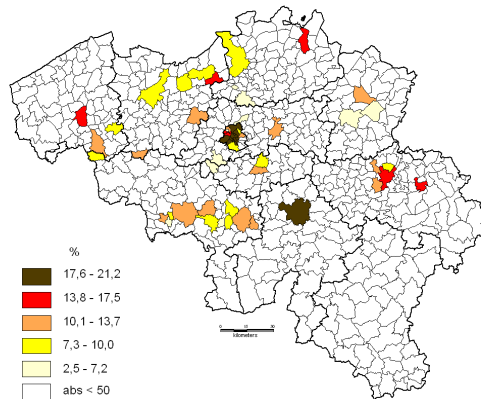 %
17,6 - 21,2
13,8 - 17,5
10,1 - 13,7
7,3 - 10,0
2,5 - 7,2
abs < 50
kilometers